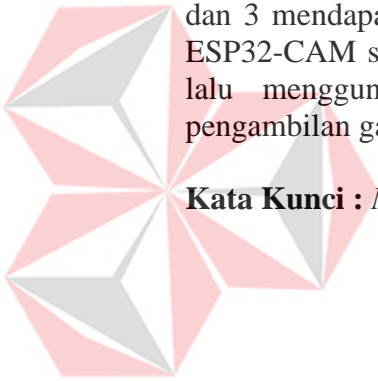 dan 3 mendapa
ESP32-CAM s
lalu menggun
pengambilan ga
Kata Kunci :